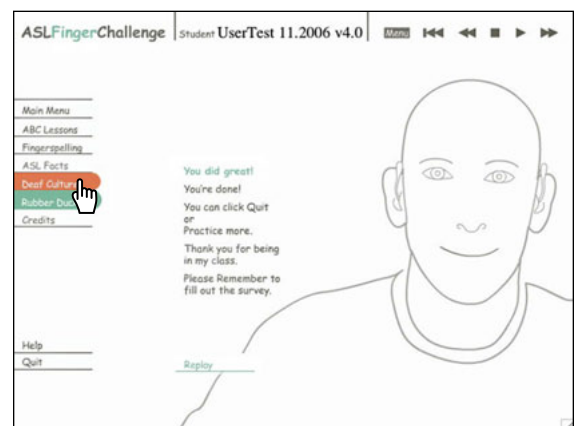 ASLFingerChallenge Student UserTest 11.2006 v4.0 Menu
Main Menu
ABC Lessons
Fingerspelling
ASL Facts
Deaf Culture
Rubber
Credits
Help
Quit
You did great!
You're done!
You can click Quit
or
Practice more.
Thank you for being
in my class.
Please Remember to
fill out the survey.
Replay